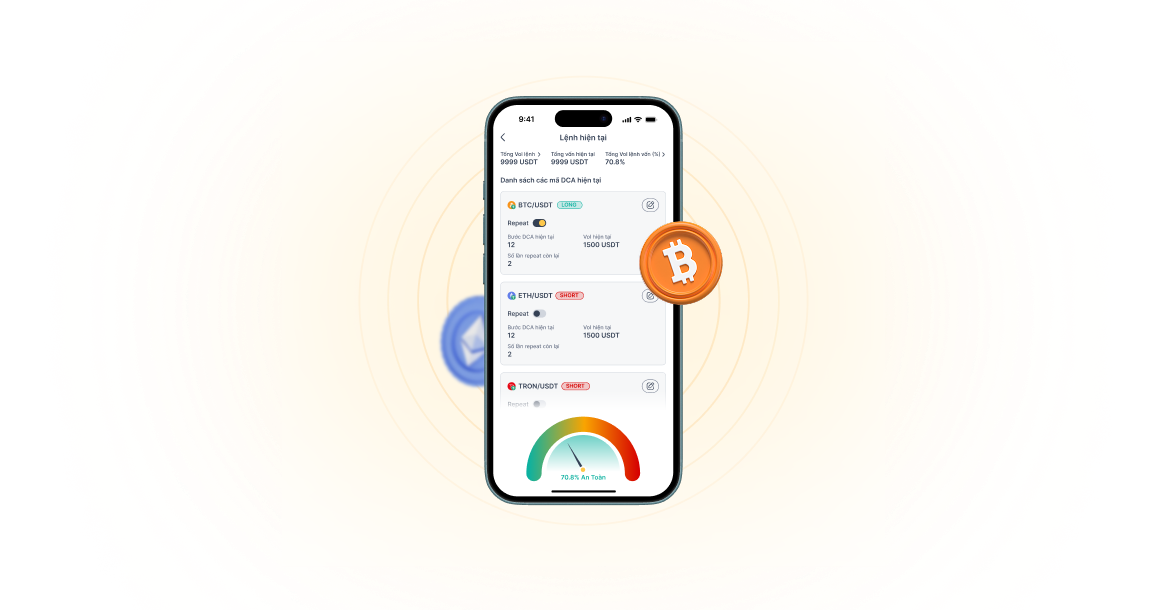 9:41
Lệnh hiện tại
Tổng Vol lệnh Tổng vốn hiện tại Tổng Vol lệnh vốn (%)
9999 USDT 9999 USDT 70.8%
Danh sách các mã DCA hiện tại
BTC/USDT LONG
Repeat
Bước DCA hiện tại Vol hiện tại
12 1500 USDT
Số lần repeat còn lại
2
ETH/USDT SHORT
Repeat
Bước DCA hiện tại Vol hiện tại
12 1500 USDT
Số lần repeat còn lại
2
TRON/USDT SHORT
Repeat
70.8% An Toàn